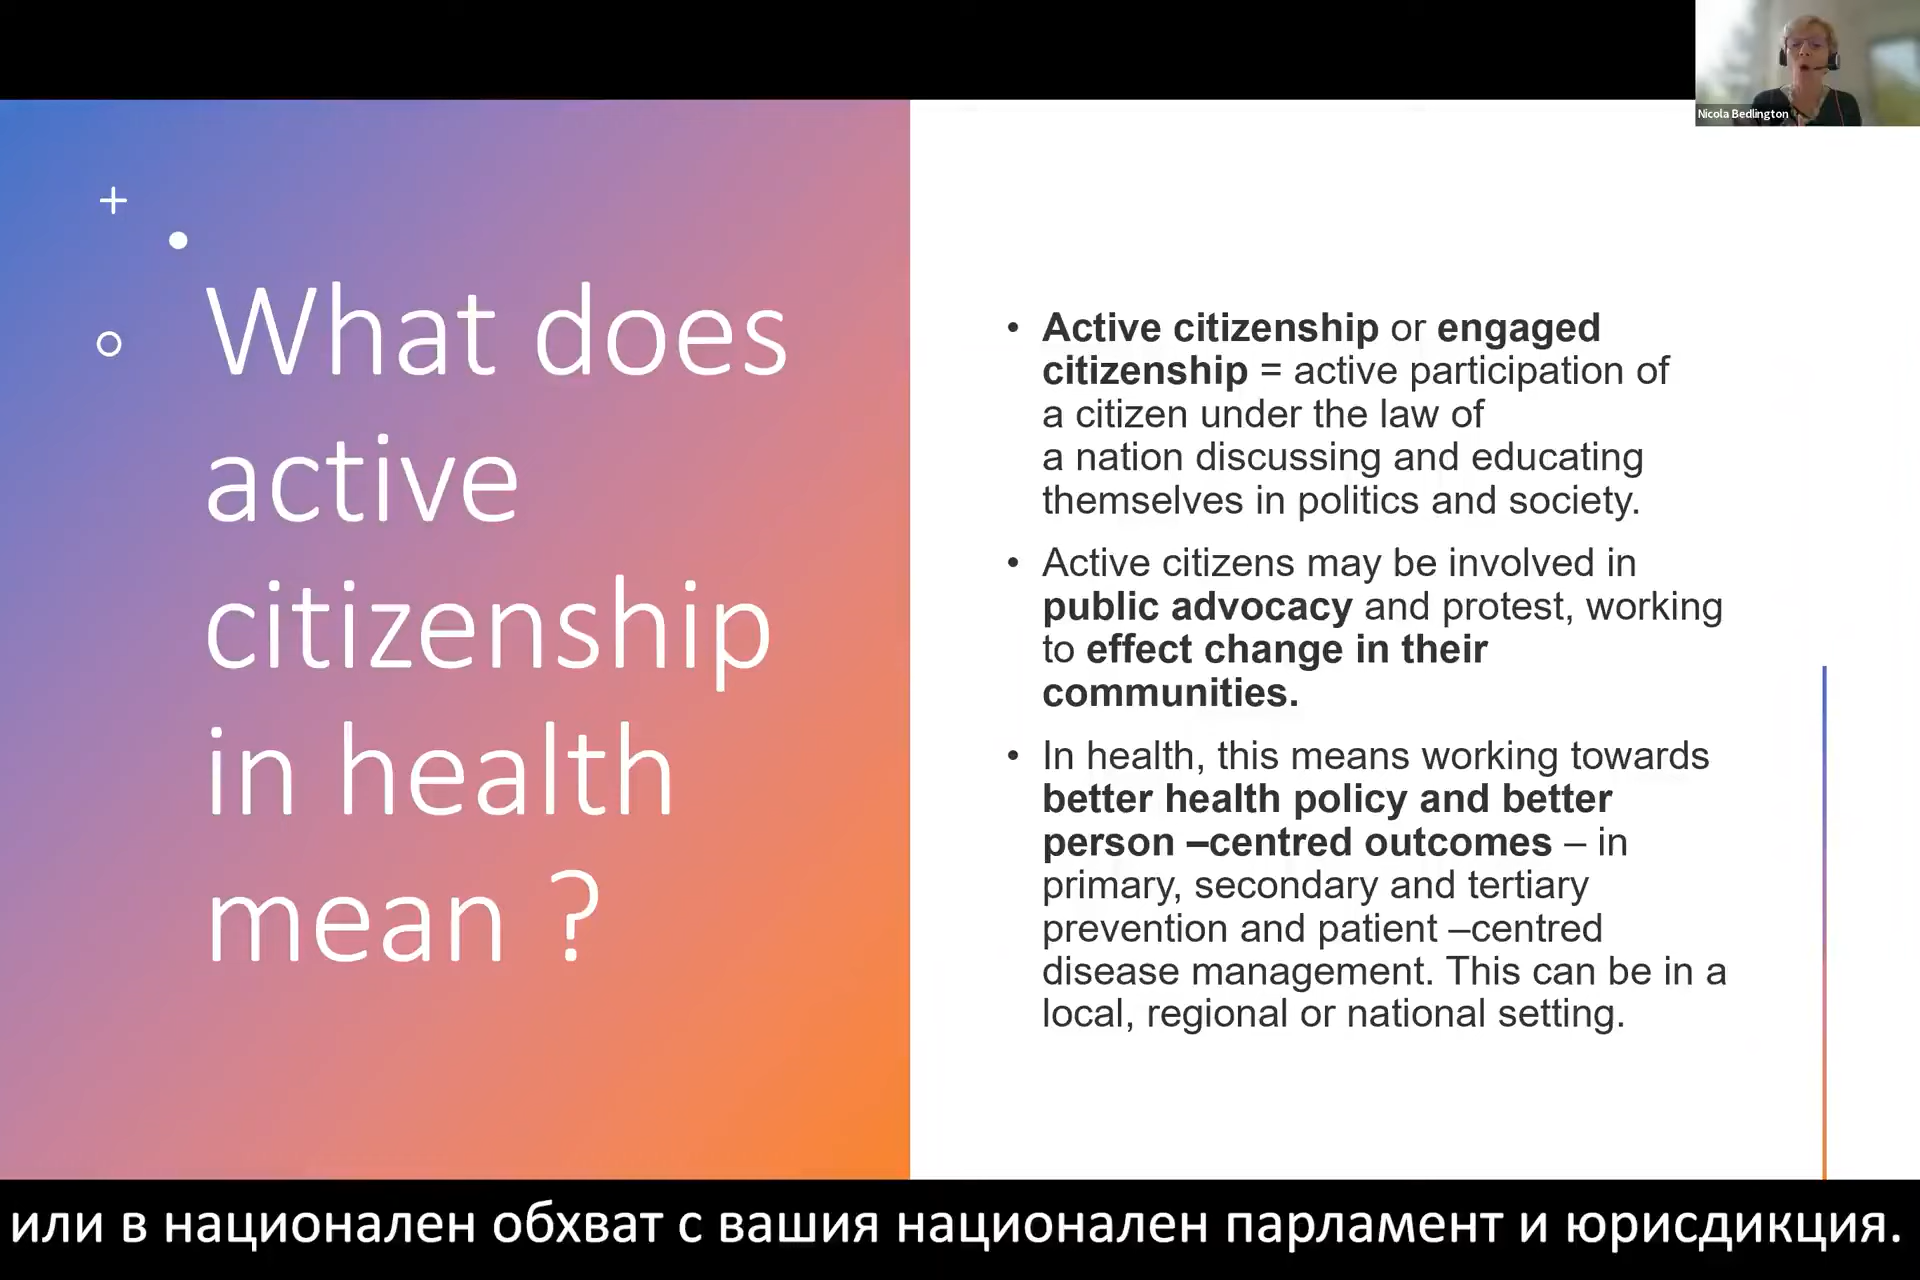 Nicola Bedlington
What does
active
citizenship
in health
mean ?
• Active citizenship or engaged
citizenship = active participation of
a citizen under the law of
a nation discussing and educating
themselves in politics and society.
• Active citizens may be involved in
public advocacy and protest, working
to effect change in their
communities.
• In health, this means working towards
better health policy and better
person –centred outcomes – in
primary, secondary and tertiary
prevention and patient –centred
disease management. This can be in a
local, regional or national setting.
или в национален обхват с вашия национален парламент и юрисдикция.